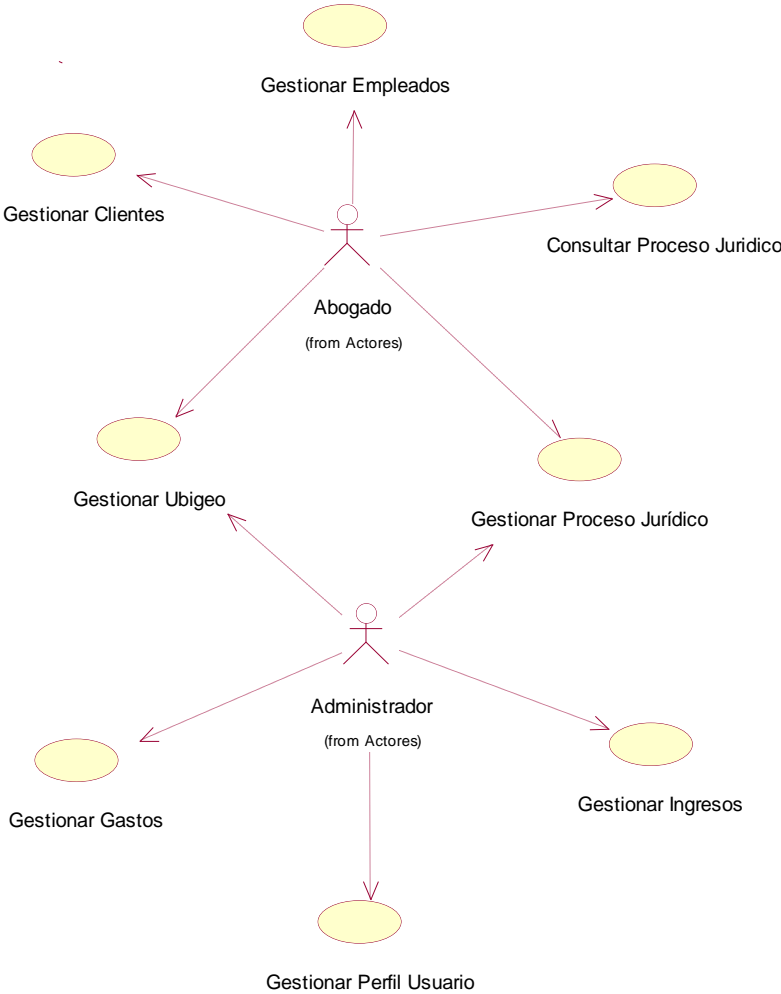 Gestionar Empleados
Gestionar Clientes
Consultar Proceso Juridico
Abogado
(from Actores)
Gestionar Ubigeo
Gestionar Proceso Jurídico
Administrador
(from Actores)
Gestionar Gastos
Gestionar Ingresos
Gestionar Perfil Usuario